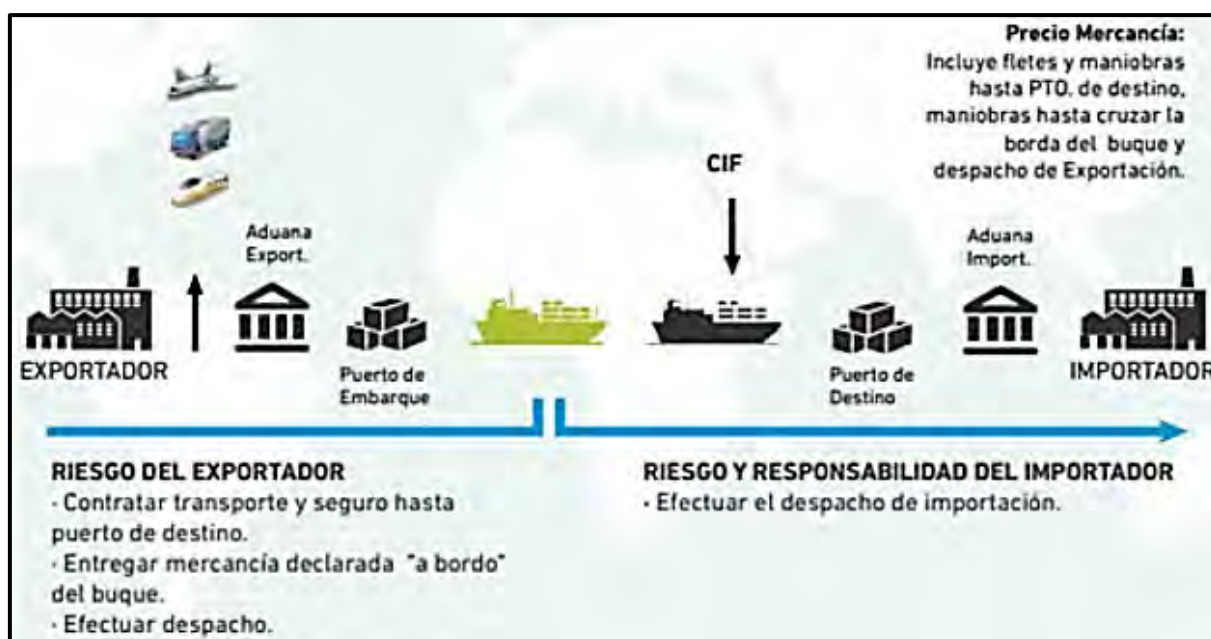 Precio Mercancía:
Incluye fletes y maniobras
hasta PTO. de destino,
maniobras hasta cruzar la
borda del buque y
despacho de Exportación.
CIF
Aduana
Export.
Aduana
Import.
EXPORTADOR
Puerto de
Embarque
Puerto de
Destino
IMPORTADOR
RIESGO DEL EXPORTADOR
· Contratar transporte y seguro hasta
puerto de destino.
· Entregar mercancía declarada "a bordo"
del buque.
· Efectuar despacho.
RIESGO Y RESPONSABILIDAD DEL IMPORTADOR
· Efectuar el despacho de importación.